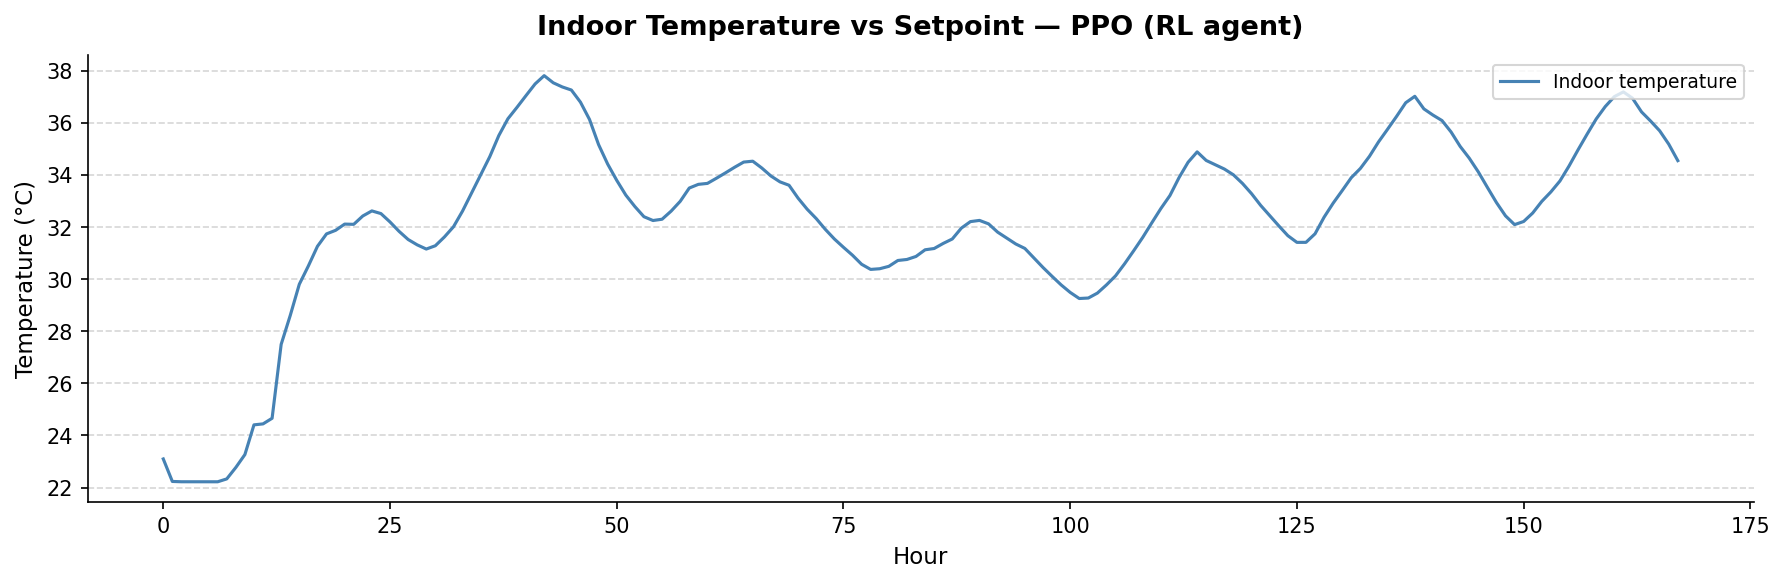 Indoor Temperature vs Setpoint — PPO (RL agent)
Indoor temperature
Temperature (°C)
38
36
34
32
30
28
26
24
22
0 25 50 75 100 125 150 175
Hour